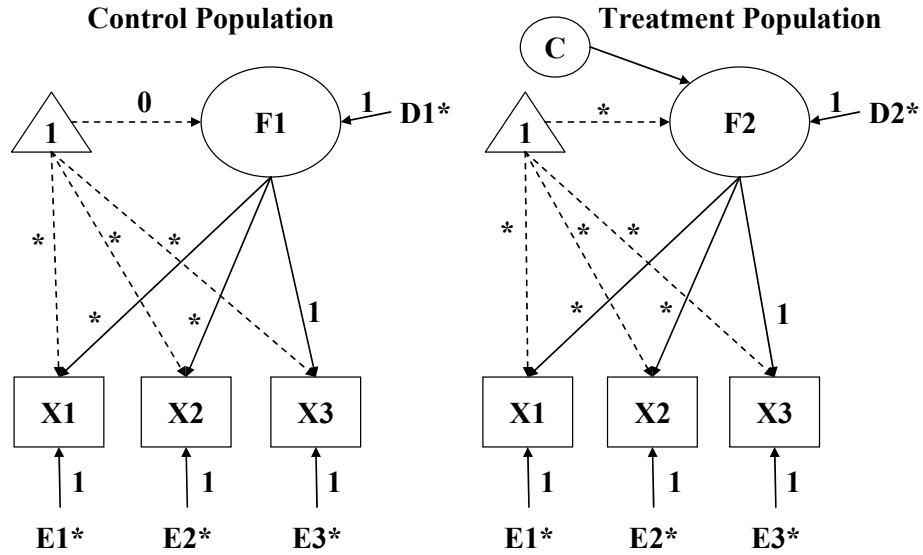 Control Population
Treatment Population
C
0
1
F1
1
D1*
*
1
F2
1
D2*
* * *
* * 1
* * *
* * 1
X1 X2 X3
X1 X2 X3
1 1 1
1 1 1
E1* E2* E3*
E1* E2* E3*